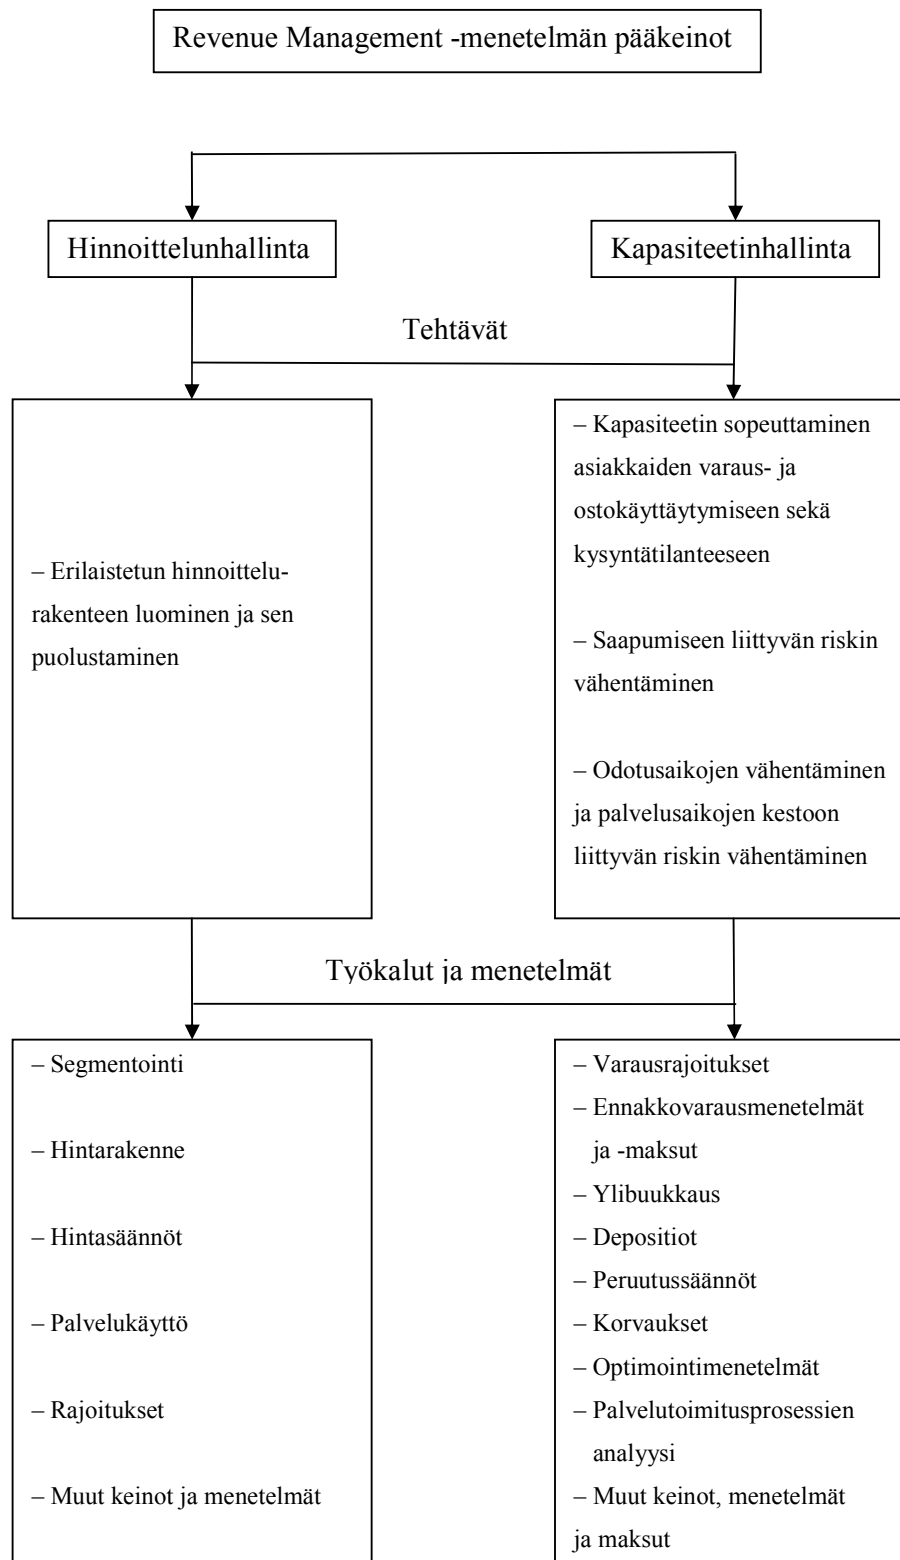 Revenue Management -menetelmän pääkeinot
Hinnoittelunhallinta
Kapasiteetinhallinta
Tehtävät
– Erilaistetun hinnoittelu-
rakenteen luominen ja sen
puolustaminen
– Kapasiteetin sopeuttaminen
asiakkaiden varaus- ja
ostokäyttäytymiseen sekä
kysyntätilanteeseen
– Saapumiseen liittyvän riskin
vähentäminen
– Odotusaikojen vähentäminen
ja palvelusaikojen kestoon
liittyvän riskin vähentäminen
Työkalut ja menetelmät
– Segmentointi
– Hintarakenne
– Hintasäännöt
– Palvelukäyttö
– Rajoitukset
– Muut keinot ja menetelmät
– Varausrajoitukset
– Ennakkovarausmenetelmät
ja -maksut
– Ylibuukkaus
– Depositiot
– Peruutussäännöt
– Korvaukset
– Optimointimenetelmät
– Palvelutoimitusprosessien
analyysi
– Muut keinot, menetelmät
ja maksut